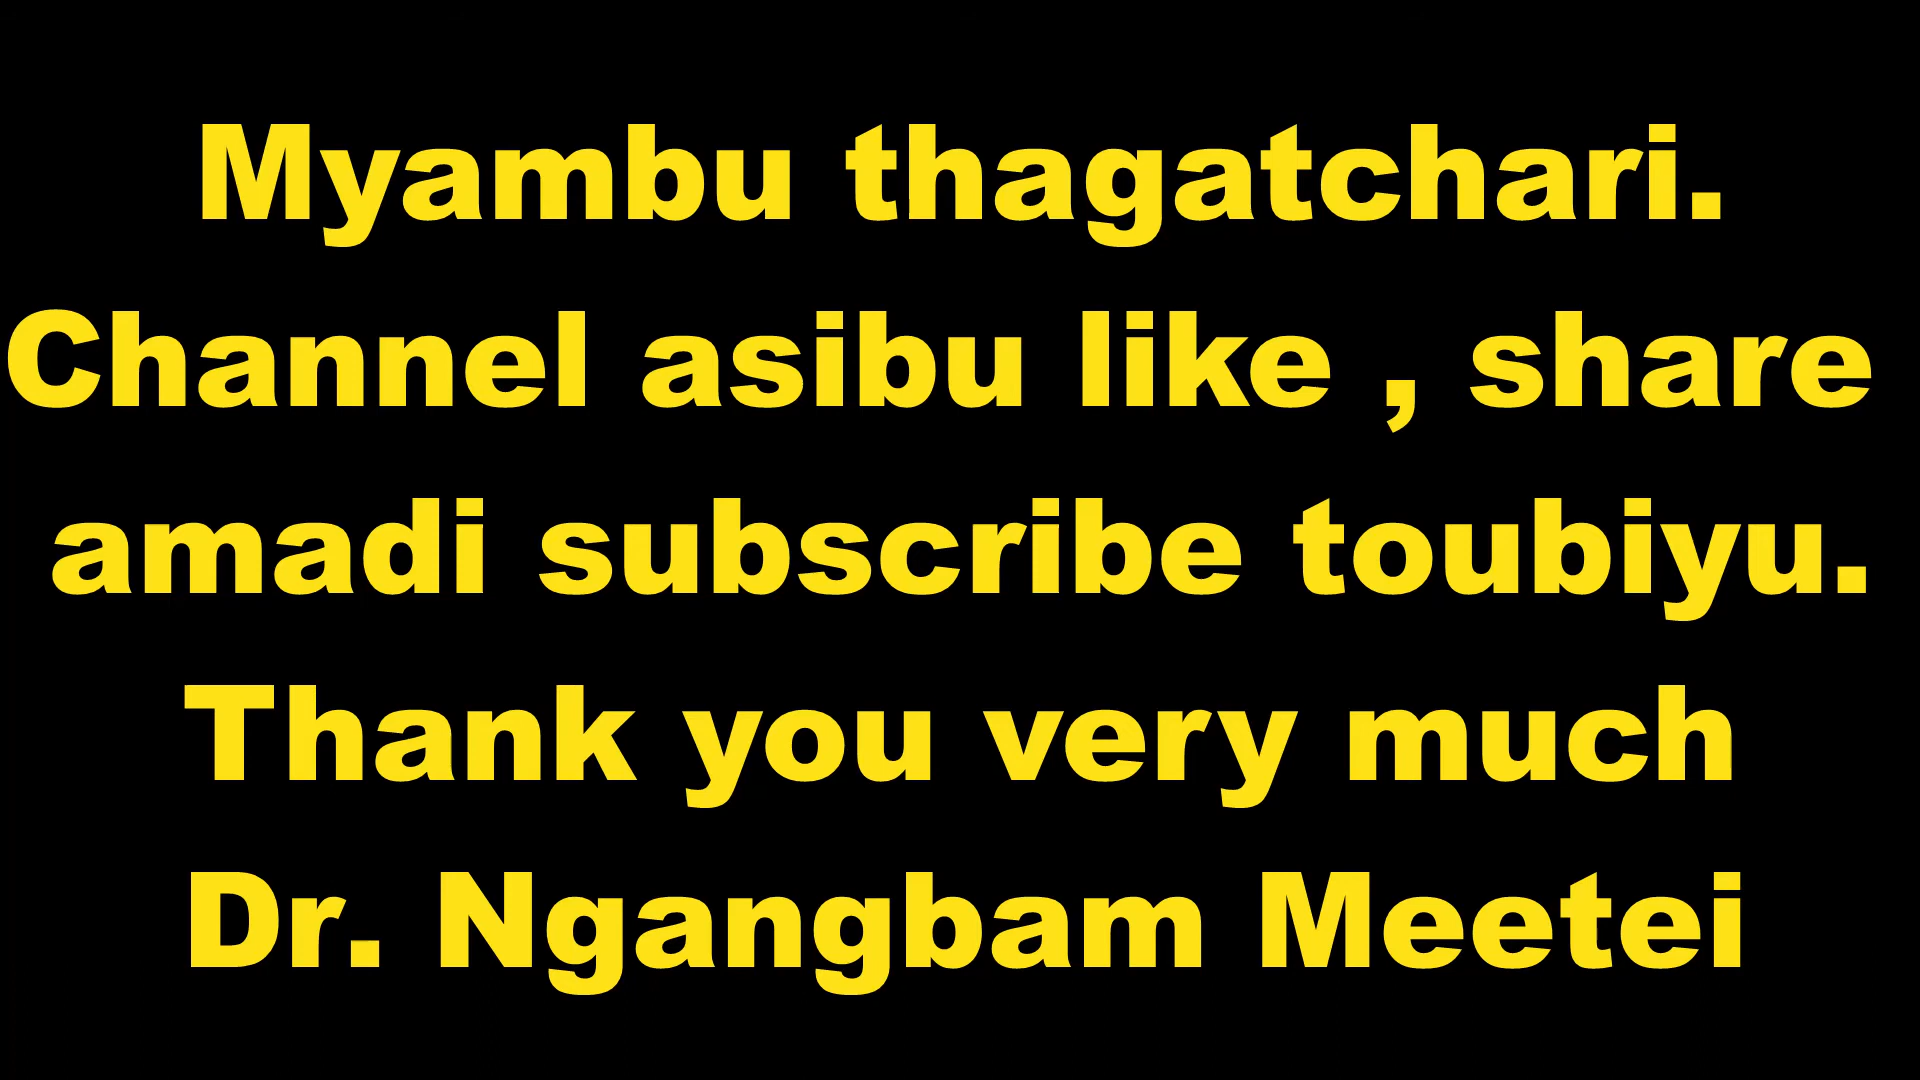 Myambu thagatchari.
Channel asibu like , share
amadi subscribe toubiyu.
Thank you very much
Dr. Ngangbam Meetei